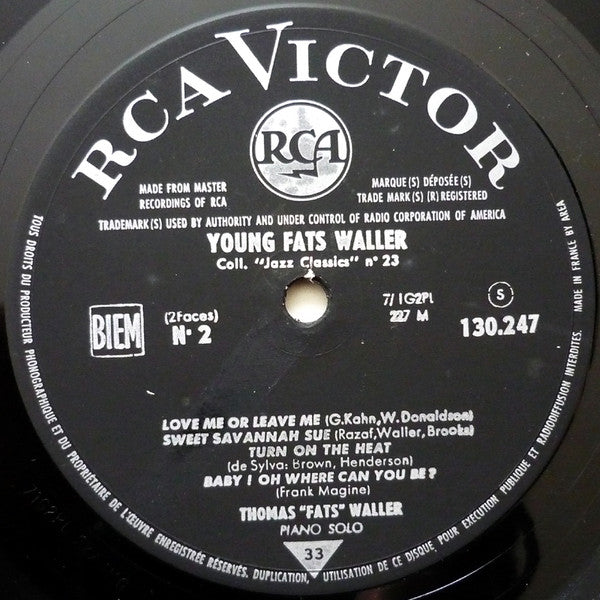 RCA VICTOR
RCA
MADE FROM MASTER
RECORDINGS OF RCA
MARQUE(S) DÉPOSÉE(S)
TRADE MARK(S) (R) REGISTERED
TRADEMARK(S) USED BY AUTHORITY AND UNDER CONTROL OF RADIO CORPORATION OF AMERICA
YOUNG FATS WALLER
Coll. "Jazz Classics" n° 23
BIEM
(2Faces)
N° 2
7/1G2PL
227 M
S
130.247
LOVE ME OR LEAVE ME (G.Kahn,W.Donaldson)
SWEET SAVANNAH SUE (Razaf,Waller,Brooks)
TURN ON THE HEAT
(de Sylva: Brown, Henderson)
BABY ! OH WHERE CAN YOU BE ?
(Frank Magine)
THOMAS "FATS" WALLER
PIANO SOLO
33
TOUS DROITS DU PRODUCTEUR PHONOGRAPHIQUE ET DU PROPRIÉTAIRE DE L'ŒUVRE ENREGISTRÉE RÉSERVÉS. DUPLICATION, UTILISATION DE CE DISQUE POUR EXECUTION PUBLIQUE ET RADIODIFFUSION INTERDITES. MADE IN FRANCE BY AREA